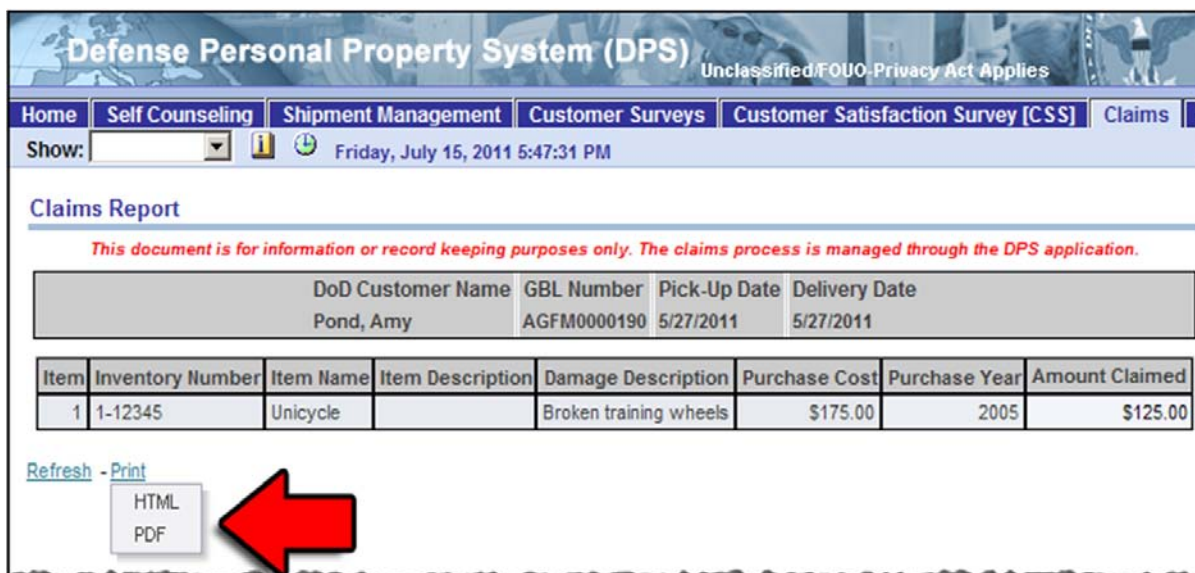 Defense Personal Property System (DPS) Unclassified/FOUO-Privacy Act Applies
Home Self Counseling Shipment Management Customer Surveys Customer Satisfaction Survey [CSS] Claims
Show: Friday, July 15, 2011 5:47:31 PM
Claims Report
This document is for information or record keeping purposes only. The claims process is managed through the DPS application.
DoD Customer Name GBL Number Pick-Up Date Delivery Date
Pond, Amy AGFM0000190 5/27/2011 5/27/2011
Item Inventory Number Item Name Item Description Damage Description Purchase Cost Purchase Year Amount Claimed
1 1-12345 Unicycle Broken training wheels $175.00 2005 $125.00
Refresh - Print
HTML
PDF